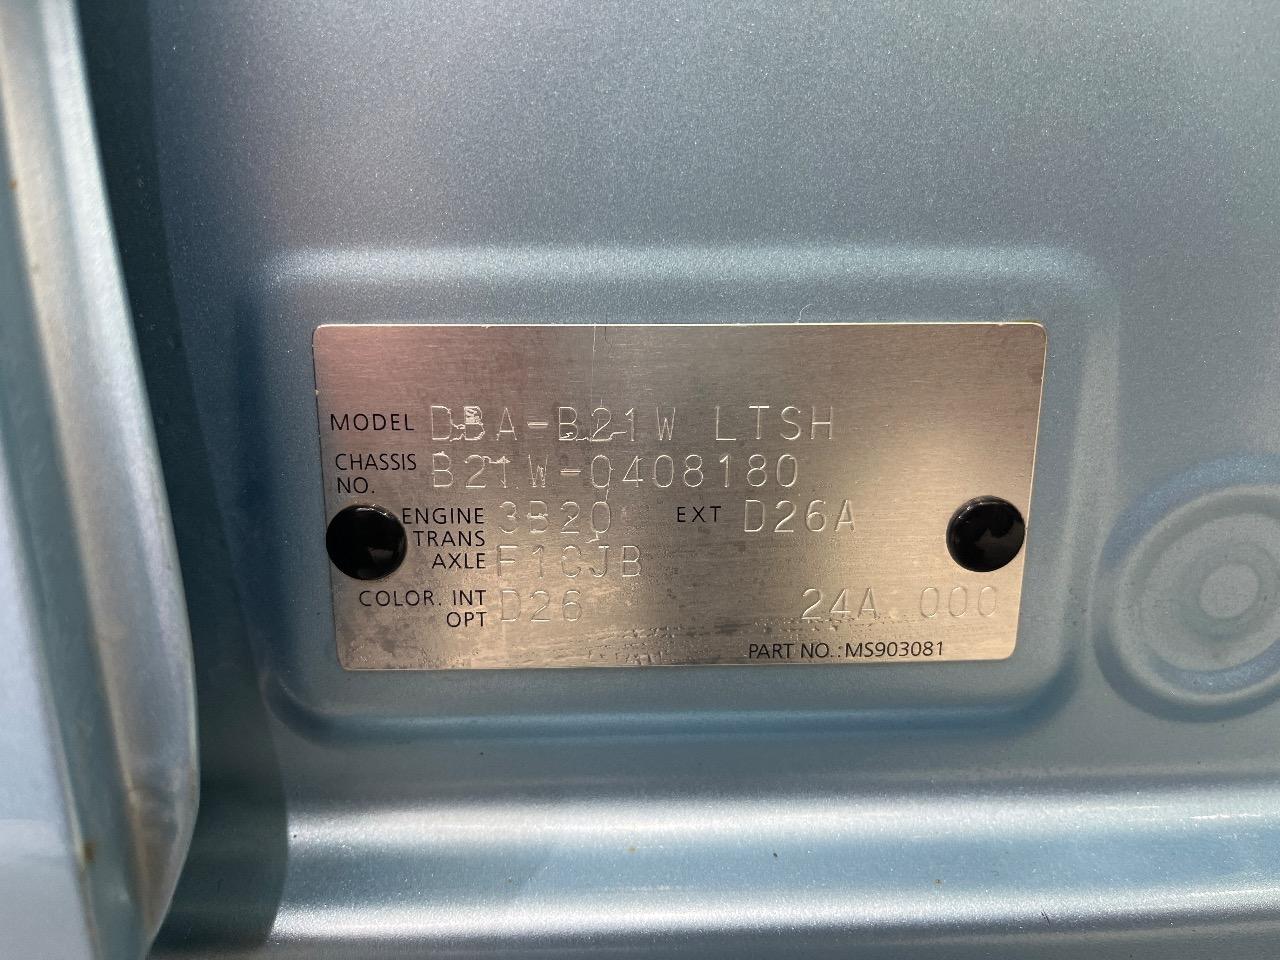 MODEL DBA-B21W LTSH
CHASSIS NO. B21W-0408180
ENGINE 3B20 EXT D26A
TRANS AXLE F1CJB
COLOR. INT D26 24A 000
OPT
PART NO.:MS903081